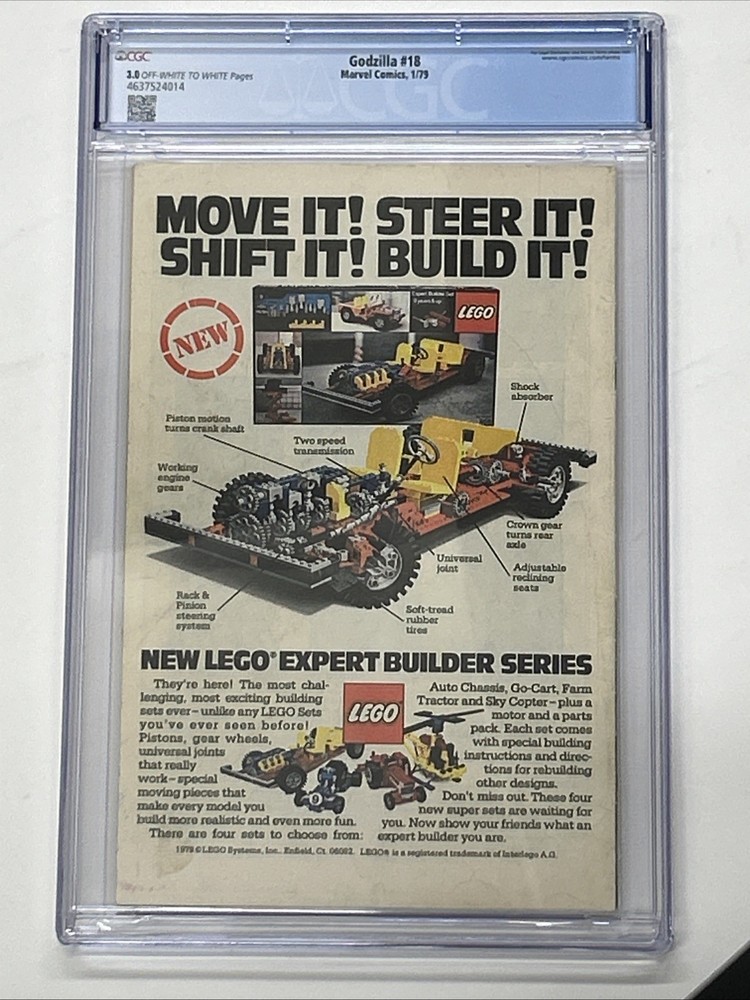 CGC
3.0 OFF-WHITE TO WHITE Pages
4637524014
Godzilla #18
Marvel Comics, 1/79
www.cgccomics.com/terms
CGC
MOVE IT! STEER IT!
SHIFT IT! BUILD IT!
NEW
Expert Builder Set
LEGO
Shock
absorber
Piston motion
turns crank shaft
Two speed
transmission
Working
engine
gears
Crown gear
turns rear
axle
Universal
joint
Adjustable
reclining
seats
Rack &
Pinion
steering
system
Soft-tread
rubber
tires
NEW LEGO® EXPERT BUILDER SERIES
They're here! The most chal-
lenging, most exciting building
sets ever–unlike any LEGO Sets
you've ever seen before!
Pistons, gear wheels,
universal joints
that really
work–special
moving pieces that
make every model you
build more realistic and even more fun.
There are four sets to choose from:
LEGO
Auto Chassis, Go-Cart, Farm
Tractor and Sky Copter–plus a
motor and a parts
pack. Each set comes
with special building
instructions and direc-
tions for rebuilding
other designs.
Don't miss out. These four
new super sets are waiting for
you. Now show your friends what an
expert builder you are.
1978 © LEGO Systems, Inc., Enfield, Ct. 06082. LEGO® is a registered trademark of Interlego A.G.